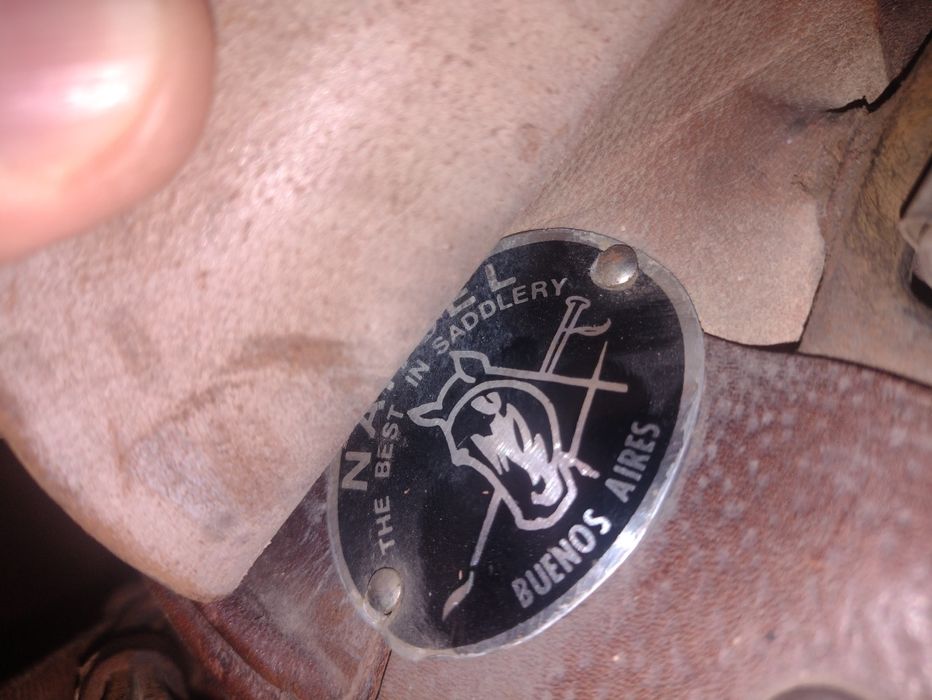 THE BEST IN SADDLERY
BUENOS AIRES